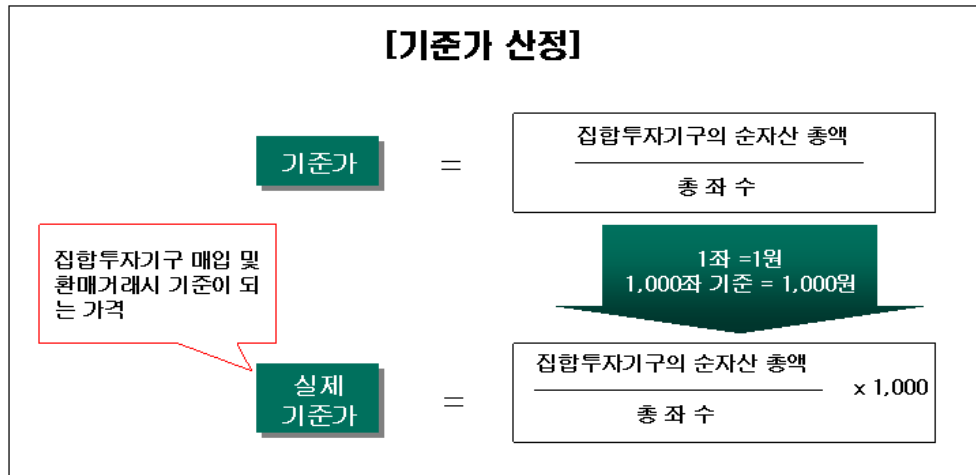 [기준가 산정]
기준가
=
집합투자기구의 순자산 총액
총 좌 수
집합투자기구 매입 및
환매거래시 기준이 되
는 가격
1좌 =1원
1,000좌 기준 = 1,000원
실제
기준가
=
집합투자기구의 순자산 총액
총 좌 수
x 1,000